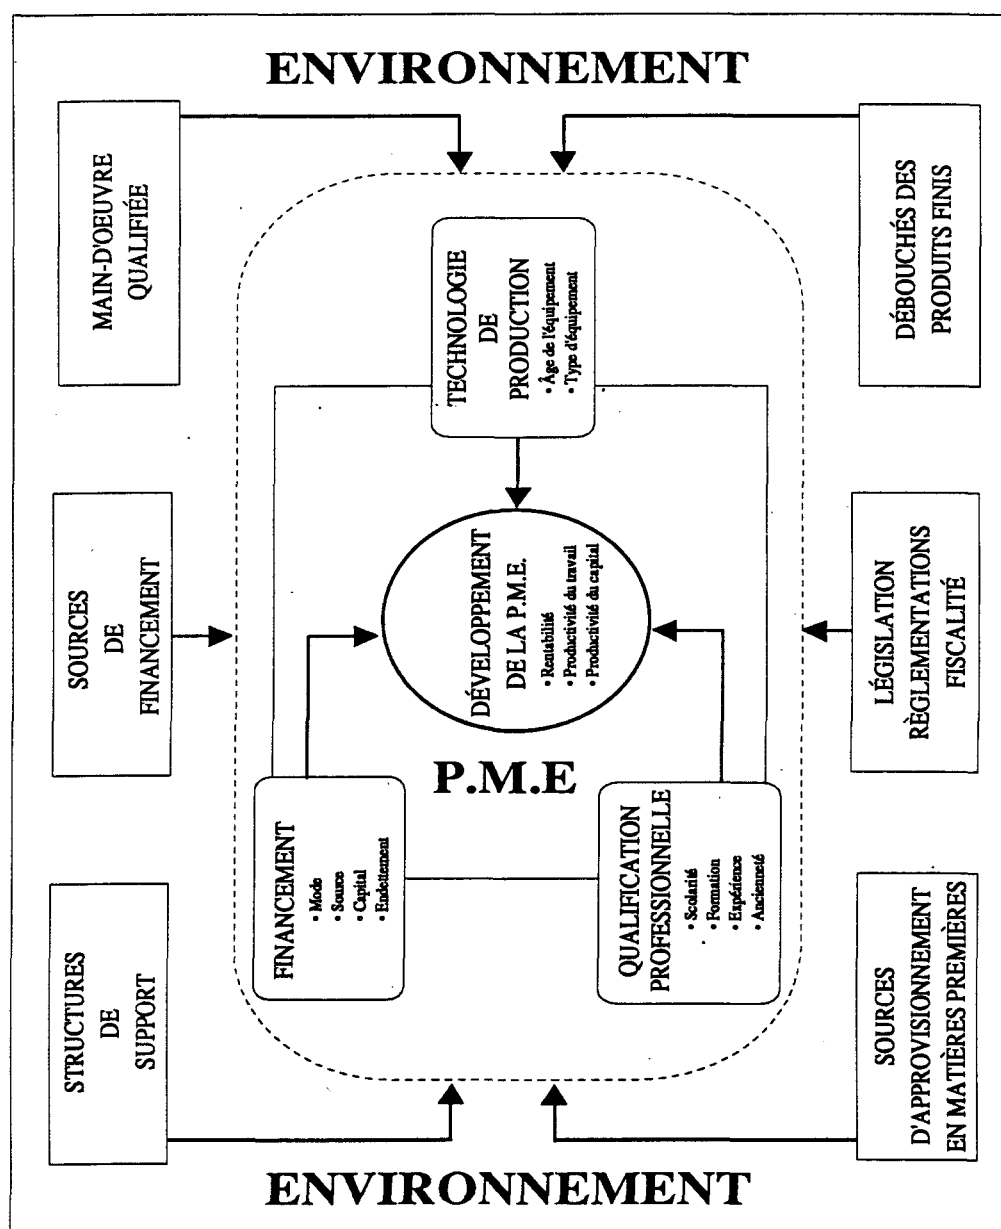 ENVIRONNEMENT
MAIN-D'OEUVRE
QUALIFIÉE
DÉBOUCHÉS DES
PRODUITS FINIS
TECHNOLOGIE
DE
PRODUCTION
• Âge de l'équipement
• Type d'équipement
SOURCES
DE
FINANCEMENT
DÉVELOPPEMENT
DE LA P.M.E.
• Rentabilité
• Productivité du travail
• Productivité du capital
LÉGISLATION
RÈGLEMENTATIONS
FISCALITÉ
P.M.E
FINANCEMENT
• Mode
• Source
• Capital
• Endettement
QUALIFICATION
PROFESSIONNELLE
• Scolarité
• Formation
• Expérience
• Ancienneté
STRUCTURES
DE
SUPPORT
SOURCES
D'APPROVISIONNEMENT
EN MATIÈRES PREMIÈRES
ENVIRONNEMENT